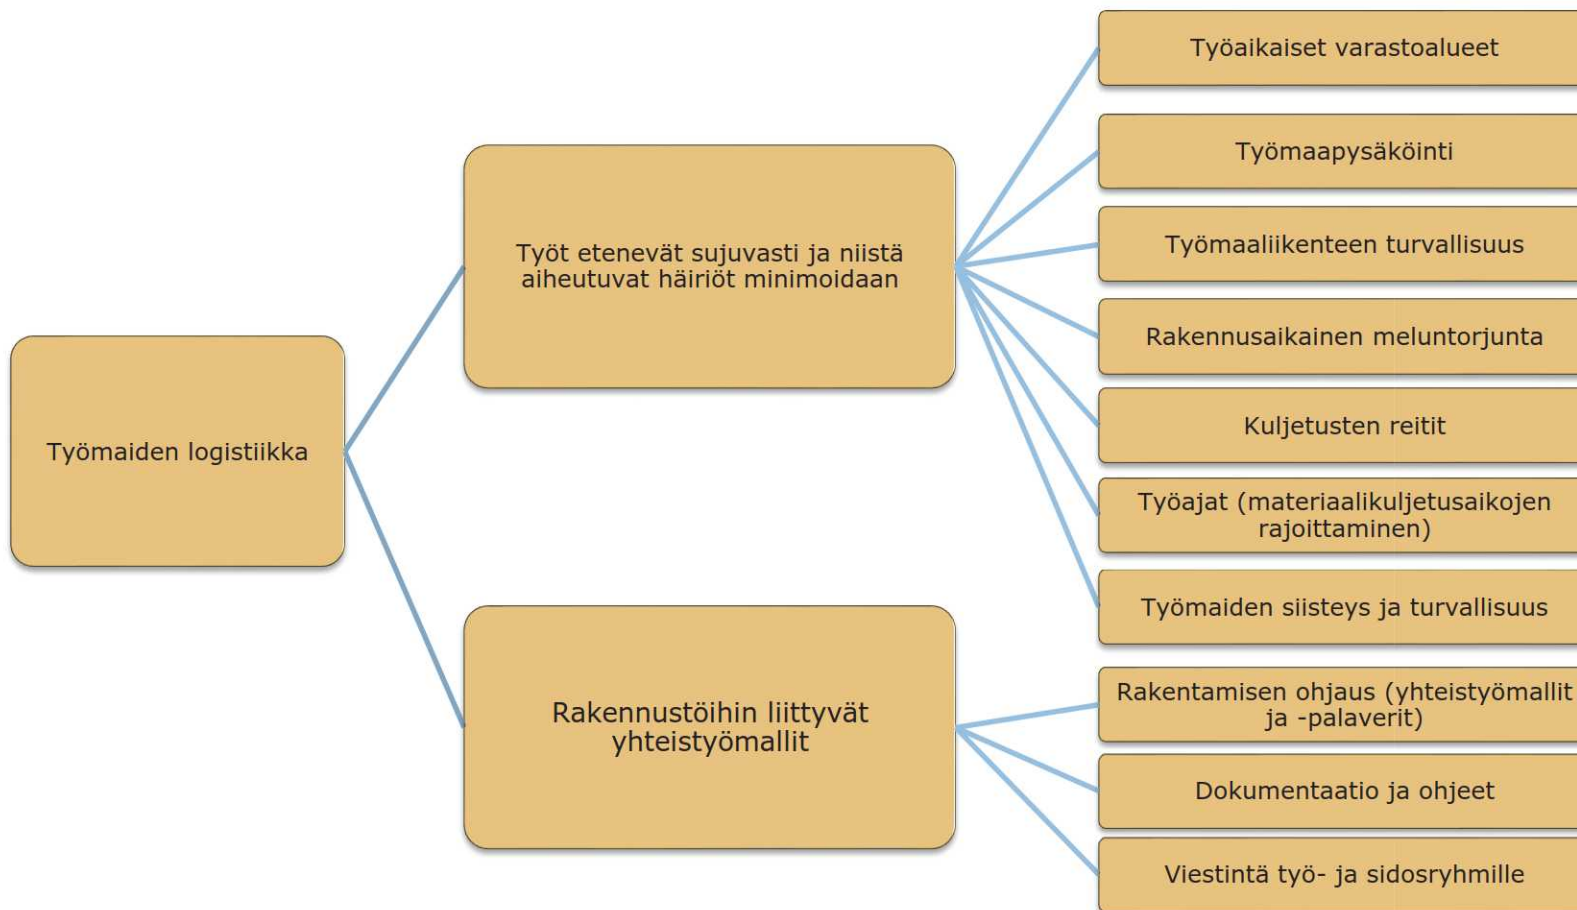 Työmaiden logistiikka
Työt etenevät sujuvasti ja niistä
aiheutuvat häiriöt minimoidaan
Työaikaiset varastoalueet
Työmaapysäköinti
Työmaaliikenteen turvallisuus
Rakennusaikainen meluntorjunta
Kuljetusten reitit
Työajat (materiaalikuljetusaikojen
rajoittaminen)
Työmaiden siisteys ja turvallisuus
Rakennustöihin liittyvät
yhteistyömallit
Rakentamisen ohjaus (yhteistyömallit
ja -palaverit)
Dokumentaatio ja ohjeet
Viestintä työ- ja sidosryhmille